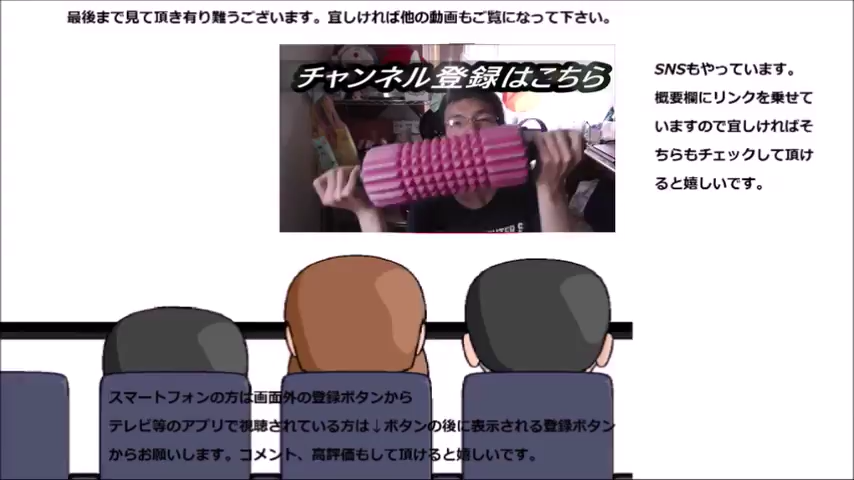 最後まで見て頂き有り難うございます。宜しければ他の動画もご覧になって下さい。
チャンネル登録はこちら
SNSもやっています。
概要欄にリンクを乗せて
いますので宜しければそ
ちらもチェックして頂け
ると嬉しいです。
スマートフォンの方は画面外の登録ボタンから
テレビ等のアプリで視聴されている方は↓ボタンの後に表示される登録ボタン
からお願いします。コメント、高評価もして頂けると嬉しいです。